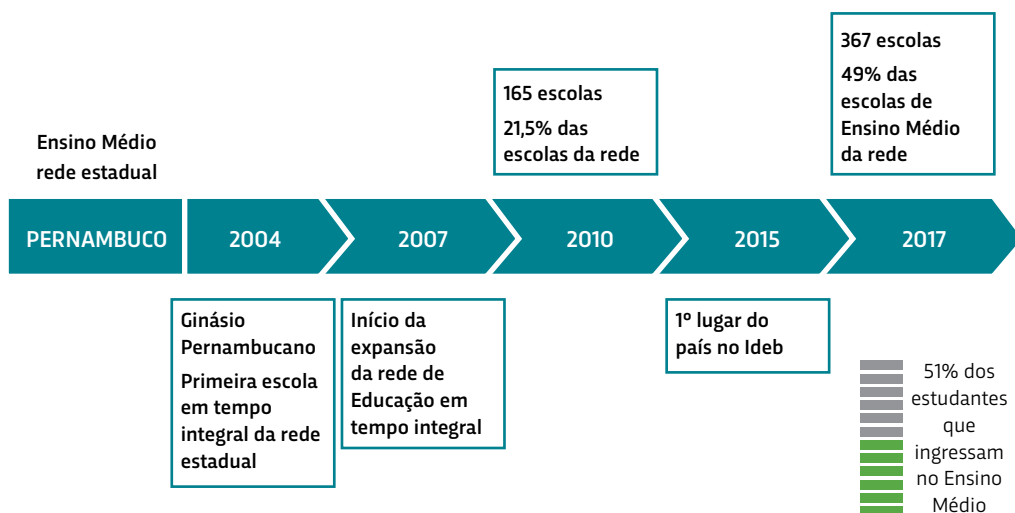 Ensino Médio
rede estadual
PERNAMBUCO
2004
2007
2010
2015
2017
Ginásio
Pernambucano
Primeira escola
em tempo
integral da rede
estadual
Início da
expansão
da rede de
Educação em
tempo integral
165 escolas
21,5% das
escolas da rede
1º lugar do
país no Ideb
367 escolas
49% das
escolas de
Ensino Médio
da rede
51% dos
estudantes
que
ingressam
no Ensino
Médio